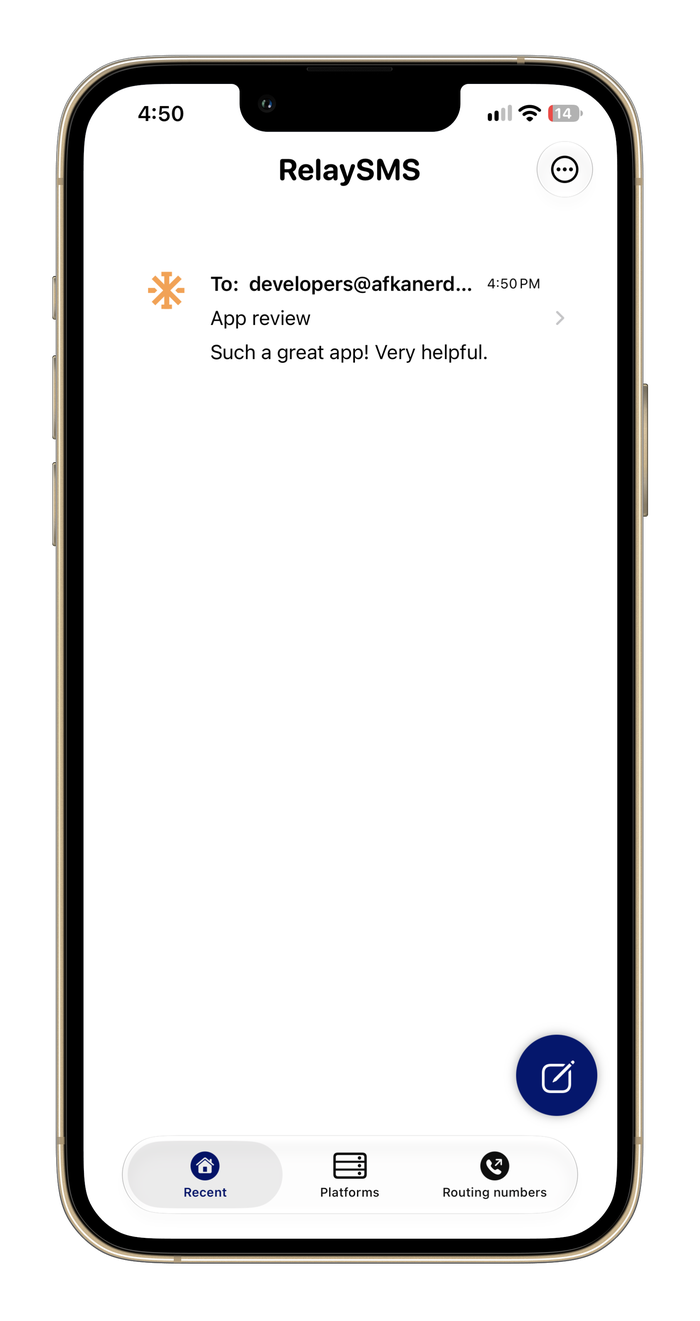 4:50
14
RelaySMS
To: developers@afkanerd... 4:50 PM
App review
Such a great app! Very helpful.
Recent Platforms Routing numbers